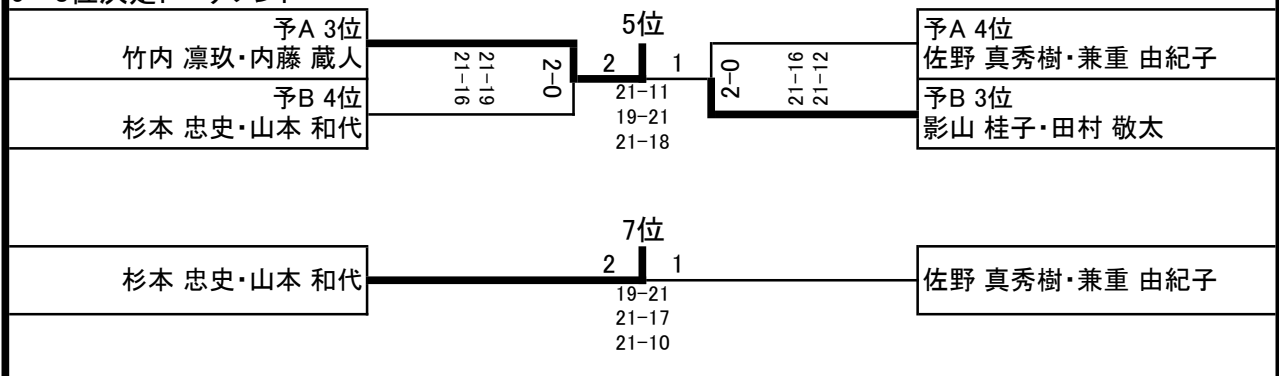 5位
予A 3位
竹内 凛玖・内藤 蔵人
予B 4位
杉本 忠史・山本 和代
21-19
21-16
2-0
2 1
21-11
19-21
21-18
2-0
21-16
21-12
予A 4位
佐野 真秀樹・兼重 由紀子
予B 3位
影山 桂子・田村 敬太
7位
杉本 忠史・山本 和代
2 1
19-21
21-17
21-10
佐野 真秀樹・兼重 由紀子